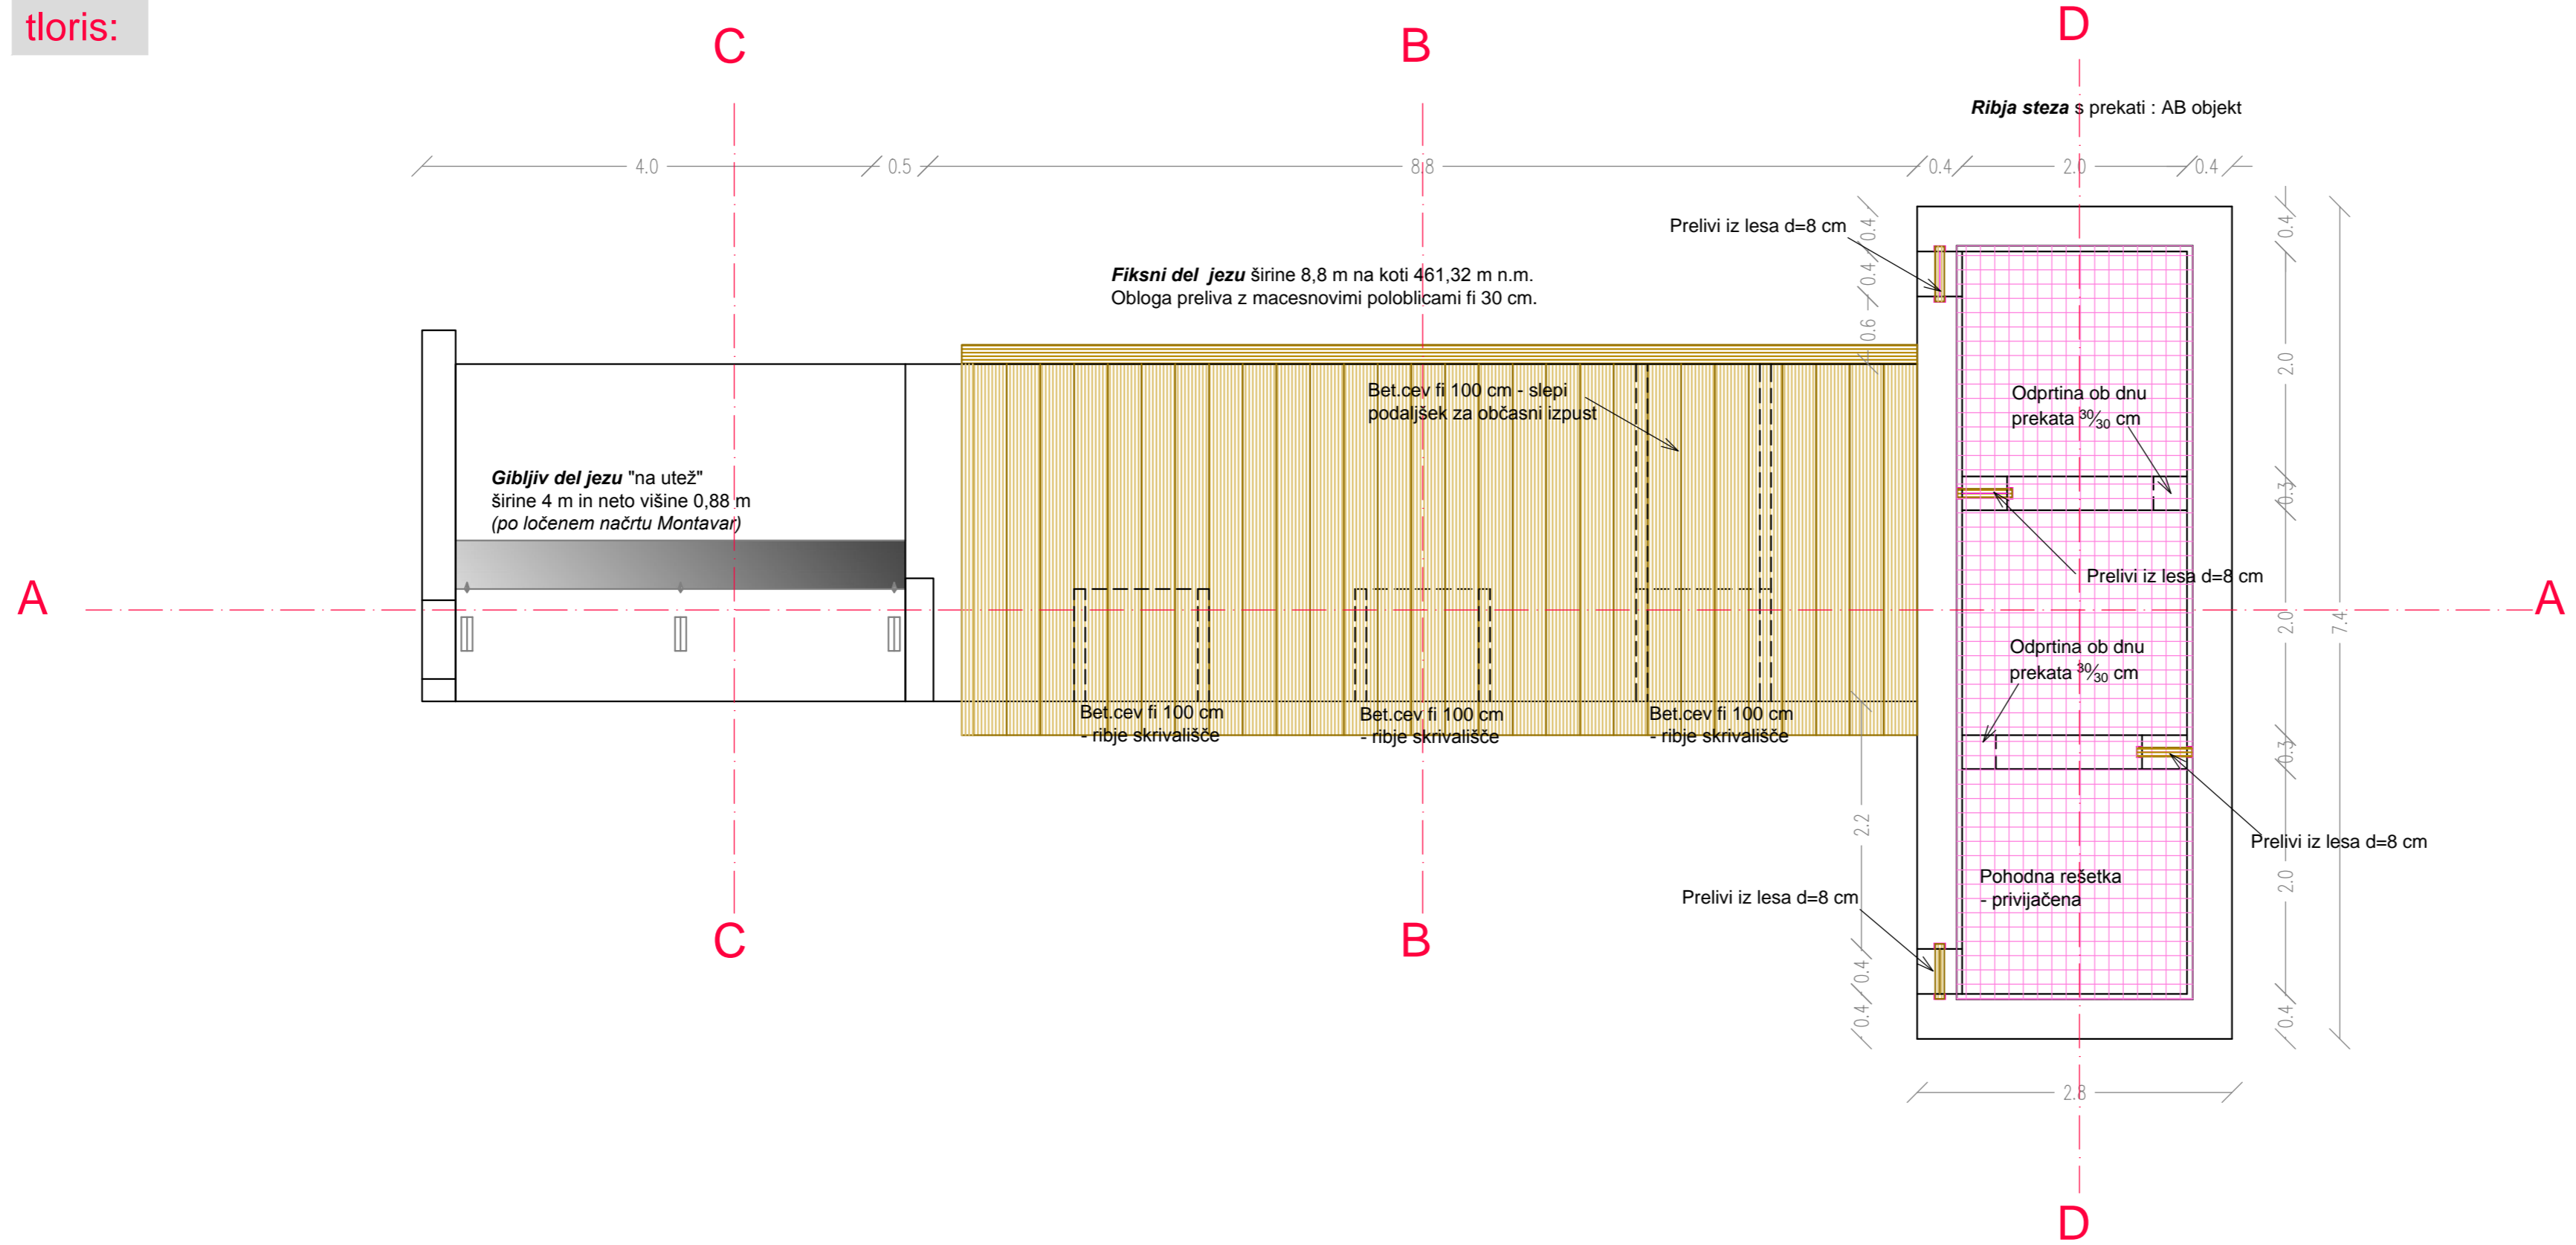 tloris:
C
B
D
Ribja steza s prekati : AB objekt
4.0
0.5
8.8
0.4
2.0
0.4
Prelivi iz lesa d=8 cm
0.4
0.4
0.6
0.4
2.0
0.3
2.0
0.3
2.0
0.4
7.4
Fiksni del jezu širine 8,8 m na koti 461,32 m n.m.
Obloga preliva z macesnovimi poloblicami fi 30 cm.
Bet.cev fi 100 cm - slepi
podaljšek za občasni izpust
Odprtina ob dnu
prekata 30/30 cm
Gibljiv del jezu "na utež"
širine 4 m in neto višine 0,88 m
(po ločenem načrtu Montavar)
Prelivi iz lesa d=8 cm
A
A
Odprtina ob dnu
prekata 30/30 cm
Bet.cev fi 100 cm
- ribje skrivališče
Bet.cev fi 100 cm
- ribje skrivališče
Bet.cev fi 100 cm
- ribje skrivališče
2.2
0.4
0.4
Prelivi iz lesa d=8 cm
Pohodna rešetka
- privijačena
Prelivi iz lesa d=8 cm
C
B
2.8
D